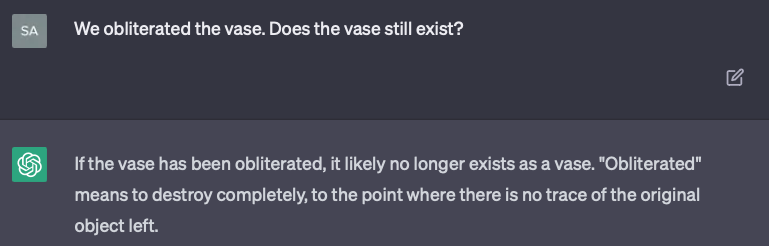 SA
We obliterated the vase. Does the vase still exist?
If the vase has been obliterated, it likely no longer exists as a vase. "Obliterated"
means to destroy completely, to the point where there is no trace of the original
object left.